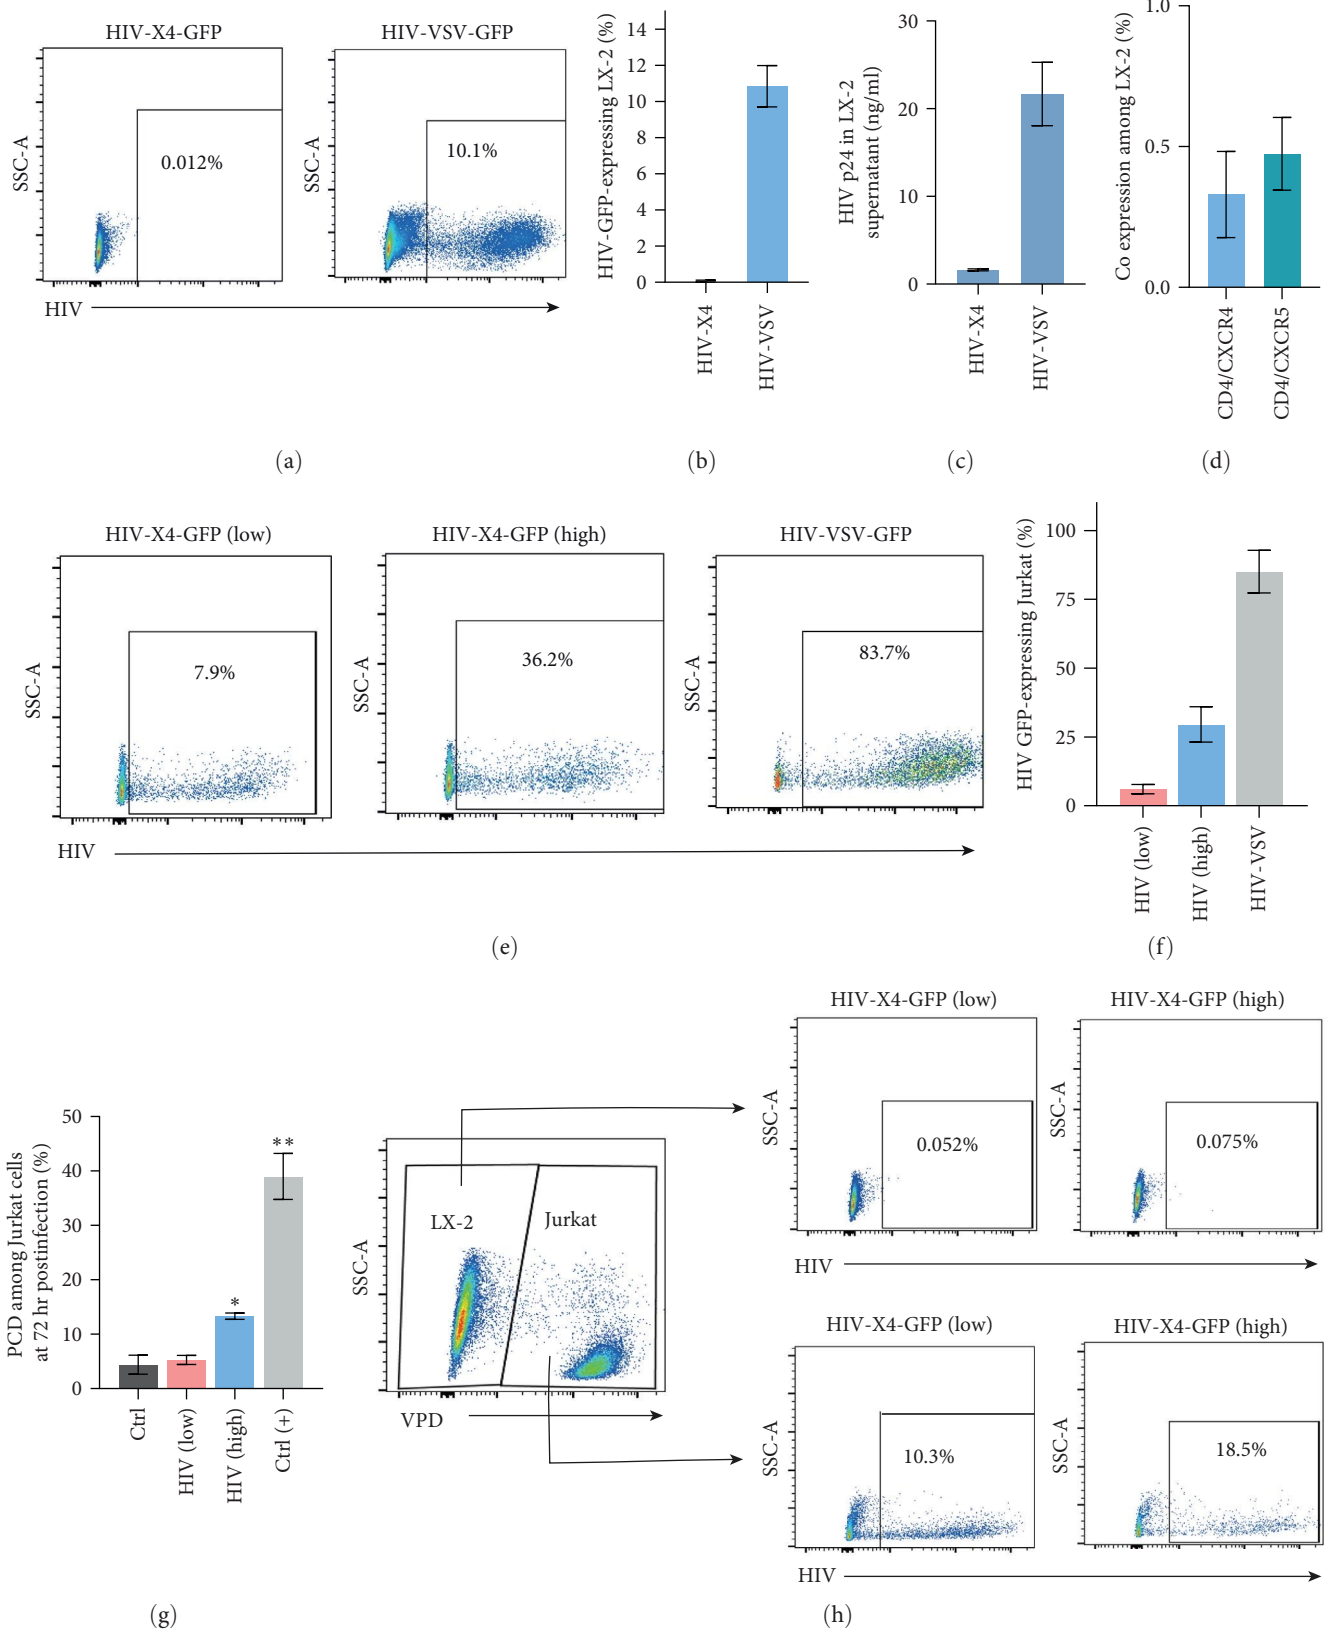 HIV-X4-GFP
SSC-A
0.012%
HIV-VSV-GFP
SSC-A
10.1%
HIV
(a)
HIV-GFP-expressing LX-2 (%)
14
12
10
8
6
4
2
0
HIV-X4
HIV-VSV
(b)
HIV p24 in LX-2
supernatant (ng/ml)
30
20
10
0
HIV-X4
HIV-VSV
(c)
Co expression among LX-2 (%)
1.0
0.5
0.0
CD4/CXCR4
CD4/CXCR5
(d)
HIV-X4-GFP (low)
SSC-A
7.9%
HIV-X4-GFP (high)
SSC-A
36.2%
HIV-VSV-GFP
SSC-A
83.7%
HIV
(e)
HIV GFP-expressing Jurkat (%)
100
75
50
25
0
HIV (low)
HIV (high)
HIV-VSV
(f)
PCD among Jurkat cells
at 72 hr postinfection (%)
50
40
30
20
10
0
*
**
Ctrl
HIV (low)
HIV (high)
Ctrl (+)
(g)
SSC-A
LX-2
Jurkat
VPD
HIV-X4-GFP (low)
SSC-A
0.052%
HIV-X4-GFP (high)
SSC-A
0.075%
HIV
HIV-X4-GFP (low)
SSC-A
10.3%
HIV-X4-GFP (high)
SSC-A
18.5%
HIV
(h)